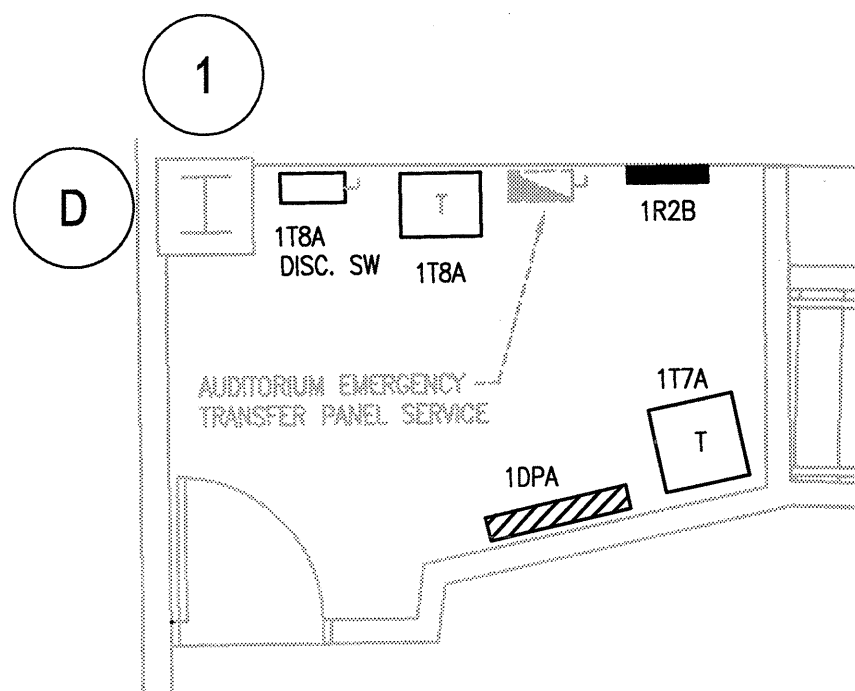 1
D
1T8A
DISC. SW
T
1T8A
1R2B
AUDITORIUM EMERGENCY
TRANSFER PANEL SERVICE
1T7A
T
1DPA